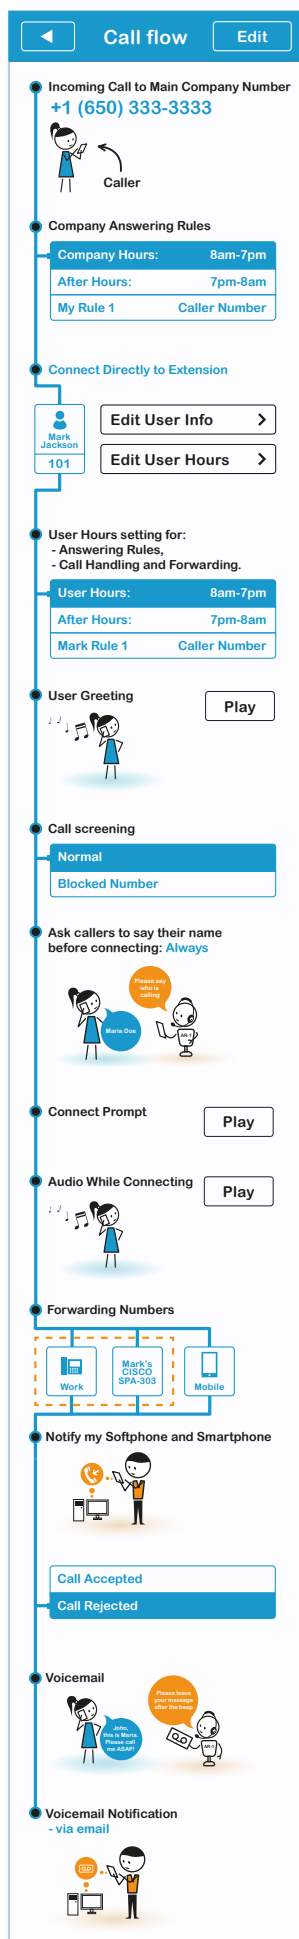 Call flow
Edit
Incoming Call to Main Company Number
+1 (650) 333-3333
Caller
Company Answering Rules
Company Hours: 8am-7pm
After Hours: 7pm-8am
My Rule 1 Caller Number
Connect Directly to Extension
Mark
Jackson
101
Edit User Info
Edit User Hours
User Hours setting for:
- Answering Rules,
- Call Handling and Forwarding.
User Hours: 8am-7pm
After Hours: 7pm-8am
Mark Rule 1 Caller Number
User Greeting
Play
Call screening
Normal
Blocked Number
Ask callers to say their name
before connecting: Always
Please say
who is
calling
Maria Doe
AR-1
Connect Prompt
Play
Audio While Connecting
Play
Forwarding Numbers
Work
Mark's
CISCO
SPA-303
Mobile
Notify my Softphone and Smartphone
Call Accepted
Call Rejected
Voicemail
Please leave
your message
after the beep
John,
this is Maria.
Please call
me ASAP!
AR-1
Voicemail Notification
- via email